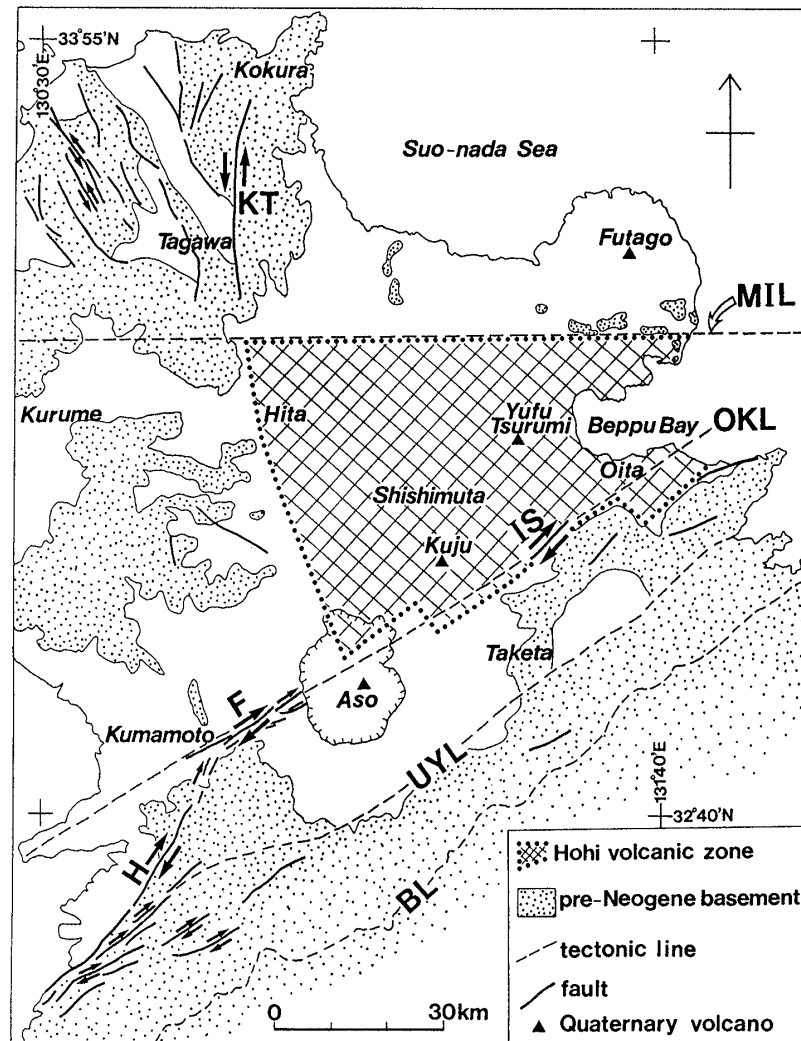 33°55'N
130°30'E
Kokura
Suo-nada Sea
KT
Tagawa
Futago
MIL
Kurume
Hita
Yufu
Tsurumi
Beppu Bay
OKL
Oita
Shishimuta
IS
Kuju
Taketa
Aso
F
Kumamoto
UYL
131°40'E
32°40'N
H
BL
Hohi volcanic zone
pre-Neogene basement
tectonic line
fault
Quaternary volcano
0 30km